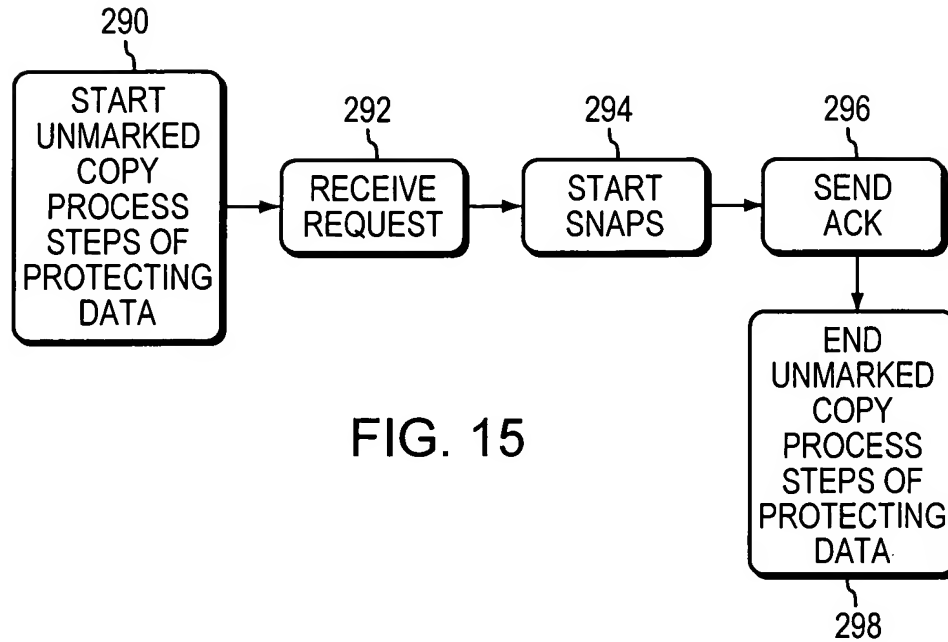 290
START
UNMARKED
COPY
PROCESS
STEPS OF
PROTECTING
DATA
292
RECEIVE
REQUEST
294
START
SNAPS
296
SEND
ACK
END
UNMARKED
COPY
PROCESS
STEPS OF
PROTECTING
DATA
298
FIG. 15